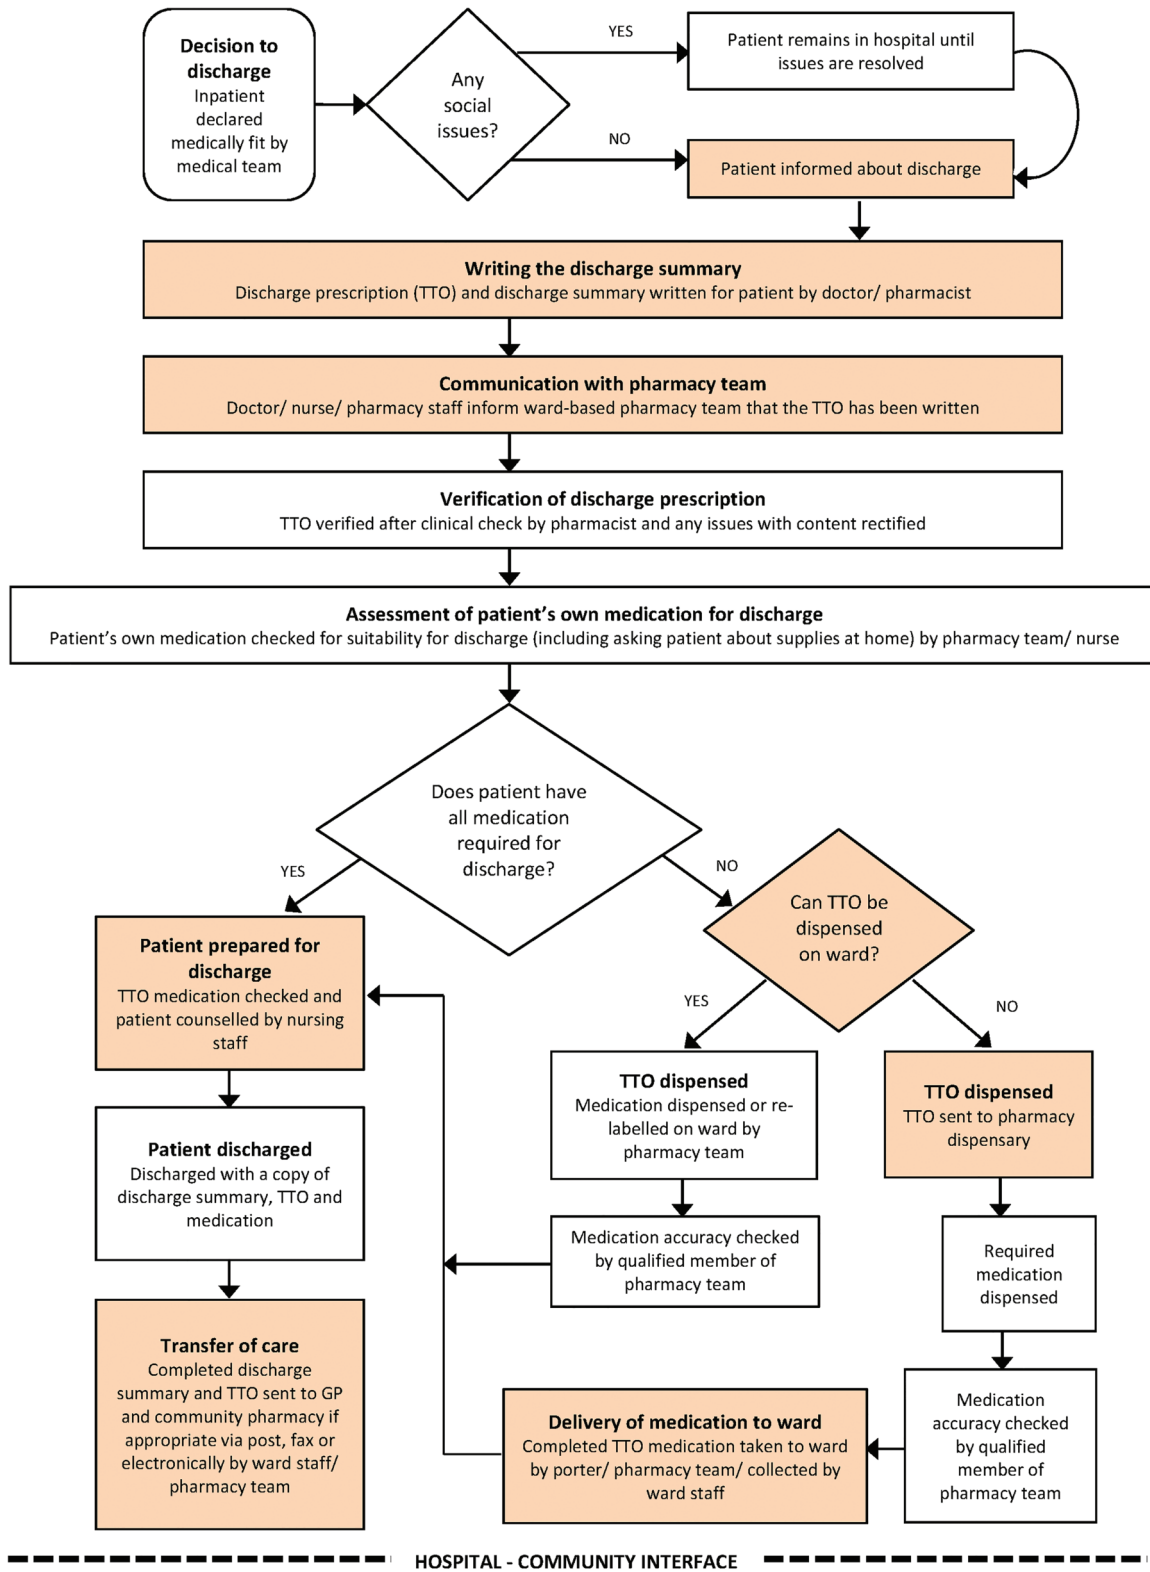 Decision to
discharge
Inpatient
declared
medically fit by
medical team
Any
social
issues?
YES
Patient remains in hospital until
issues are resolved
NO
Patient informed about discharge
Writing the discharge summary
Discharge prescription (TTO) and discharge summary written for patient by doctor/ pharmacist
Communication with pharmacy team
Doctor/ nurse/ pharmacy staff inform ward-based pharmacy team that the TTO has been written
Verification of discharge prescription
TTO verified after clinical check by pharmacist and any issues with content rectified
Assessment of patient’s own medication for discharge
Patient’s own medication checked for suitability for discharge (including asking patient about supplies at home) by pharmacy team/ nurse
Does patient have
all medication
required for
discharge?
YES
NO
Can TTO be
dispensed
on ward?
YES
NO
Patient prepared for
discharge
TTO medication checked and
patient counselled by nursing
staff
TTO dispensed
Medication dispensed or re-
labelled on ward by
pharmacy team
TTO dispensed
TTO sent to pharmacy
dispensary
Patient discharged
Discharged with a copy of
discharge summary, TTO and
medication
Medication accuracy checked
by qualified member of
pharmacy team
Required
medication
dispensed
Transfer of care
Completed discharge
summary and TTO sent to GP
and community pharmacy if
appropriate via post, fax or
electronically by ward staff/
pharmacy team
Delivery of medication to ward
Completed TTO medication taken to ward
by porter/ pharmacy team/ collected by
ward staff
Medication
accuracy checked
by qualified
member of
pharmacy team
HOSPITAL - COMMUNITY INTERFACE